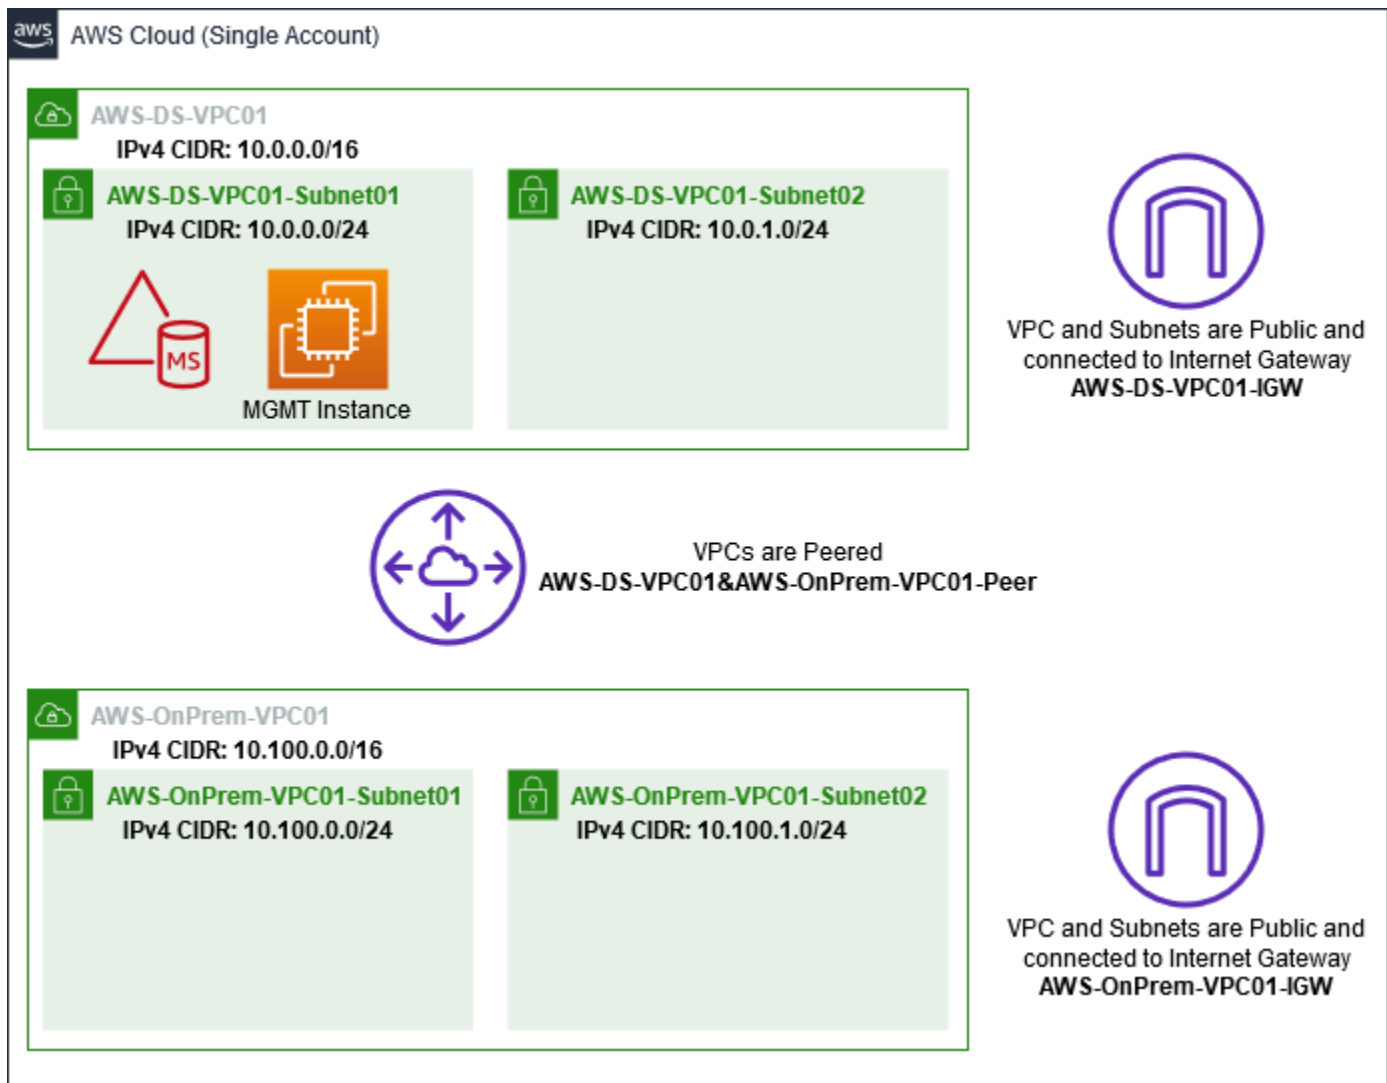 aws
AWS Cloud (Single Account)
AWS-DS-VPC01
IPv4 CIDR: 10.0.0.0/16
AWS-DS-VPC01-Subnet01
IPv4 CIDR: 10.0.0.0/24
MS
MGMT Instance
AWS-DS-VPC01-Subnet02
IPv4 CIDR: 10.0.1.0/24
VPC and Subnets are Public and
connected to Internet Gateway
AWS-DS-VPC01-IGW
VPCs are Peered
AWS-DS-VPC01&AWS-OnPrem-VPC01-Peer
AWS-OnPrem-VPC01
IPv4 CIDR: 10.100.0.0/16
AWS-OnPrem-VPC01-Subnet01
IPv4 CIDR: 10.100.0.0/24
AWS-OnPrem-VPC01-Subnet02
IPv4 CIDR: 10.100.1.0/24
VPC and Subnets are Public and
connected to Internet Gateway
AWS-OnPrem-VPC01-IGW